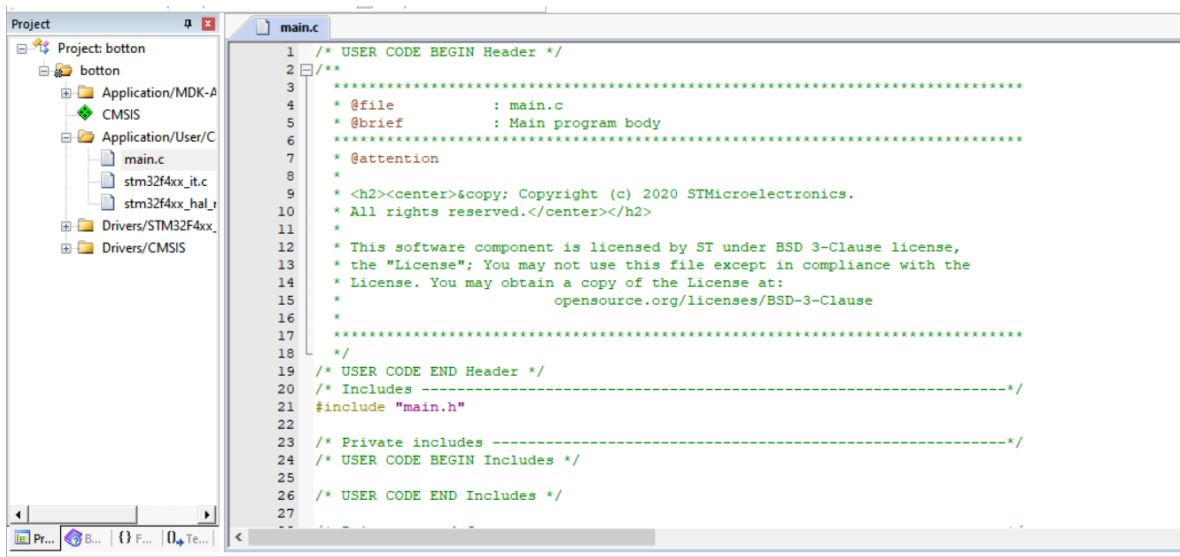 Project
Project: botton
botton
Application/MDK-A
CMSIS
Application/User/C
main.c
stm32f4xx_it.c
stm32f4xx_hal_r
Drivers/STM32F4xx_
Drivers/CMSIS
Pr... B... {} F... Te...
main.c
1 /* USER CODE BEGIN Header */
2 /**
3 ******************************************************************************
4 * @file           : main.c
5 * @brief          : Main program body
6 ******************************************************************************
7 * @attention
8 *
9 * <h2><center>&copy; Copyright (c) 2020 STMicroelectronics.
10 * All rights reserved.</center></h2>
11 *
12 * This software component is licensed by ST under BSD 3-Clause license,
13 * the "License"; You may not use this file except in compliance with the
14 * License. You may obtain a copy of the License at:
15 *                        opensource.org/licenses/BSD-3-Clause
16 *
17 ******************************************************************************
18 */
19 /* USER CODE END Header */
20 /* Includes ------------------------------------------------------------------*/
21 #include "main.h"
22
23 /* Private includes ----------------------------------------------------------*/
24 /* USER CODE BEGIN Includes */
25
26 /* USER CODE END Includes */
27